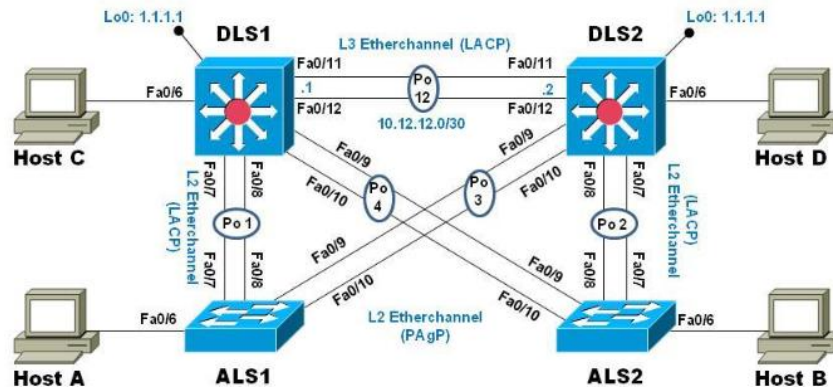 Lo0: 1.1.1.1
Lo0: 1.1.1.1
DLS1
DLS2
L3 Etherchannel (LACP)
Fa0/11
Fa0/11
Po
12
Fa0/6
.1
.2
Fa0/6
Fa0/12
Fa0/12
10.12.12.0/30
Host C
Host D
Fa0/9
Fa0/9
Fa0/10
Fa0/10
Fa0/7
Fa0/8
Fa0/8
Fa0/7
Po
4
Po
3
L2 Etherchannel
(LACP)
Po 1
Po 2
L2 Etherchannel
(LACP)
Fa0/7
Fa0/8
Fa0/9
Fa0/10
Fa0/9
Fa0/10
Fa0/8
Fa0/7
L2 Etherchannel
(PAgP)
Fa0/6
Fa0/6
Host A
ALS1
ALS2
Host B